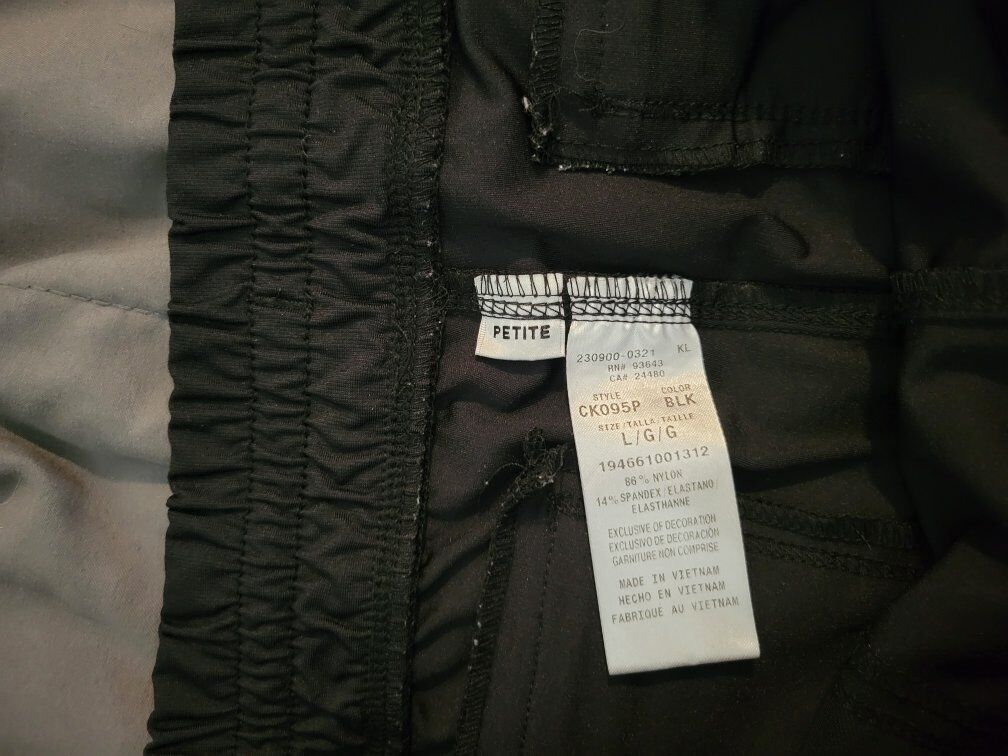 PETITE
230900-0321 KL
RN# 93643
CA# 24480
STYLE COLOR
CK095P BLK
SIZE/TALLA/TAILLE
L/G/G
194661001312
86% NYLON
14% SPANDEX/ELASTANO/
ELASTHANNE
EXCLUSIVE OF DECORATION
EXCLUSIVO DE DECORACIÓN
GARNITURE NON COMPRISE
MADE IN VIETNAM
HECHO EN VIETNAM
FABRIQUE AU VIETNAM